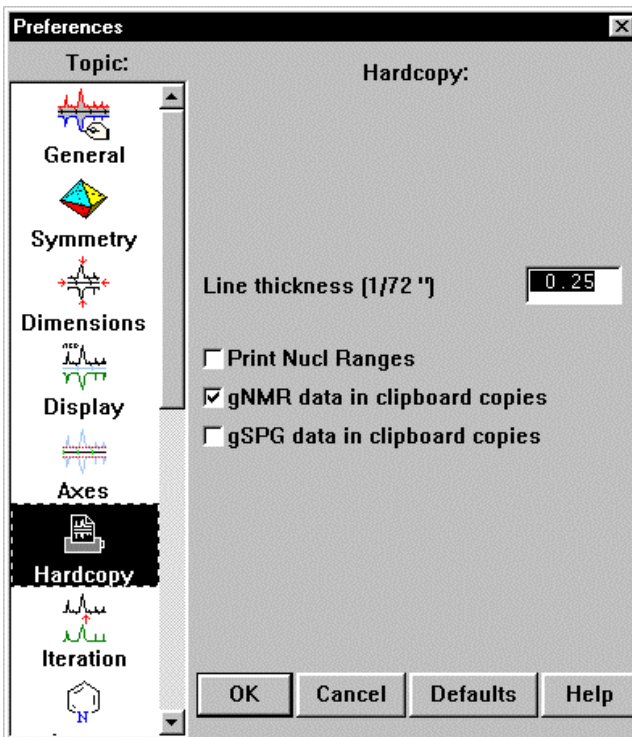 Preferences
Topic:
General
Symmetry
Dimensions
Display
Axes
Hardcopy
Iteration
N
Hardcopy:
Line thickness (1/72 ")
0.25
Print Nucl Ranges
gNMR data in clipboard copies
gSPG data in clipboard copies
OK
Cancel
Defaults
Help